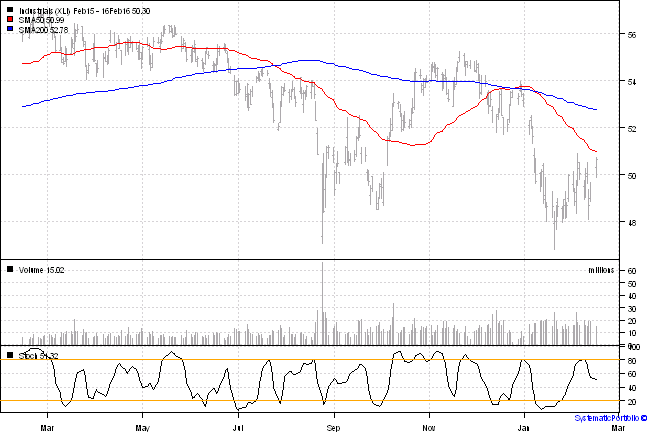 Industrials (XLI) Feb15 - 16Feb16 50.30
SMA50 50.99
SMA200 52.78
56
54
52
50
48
Volume 15.02
millions
60
50
40
30
20
10
0
Stoch 51.32
100
80
60
40
20
Mar
May
Jul
Sep
Nov
Jan
Mar
SystematicPortfolio ©